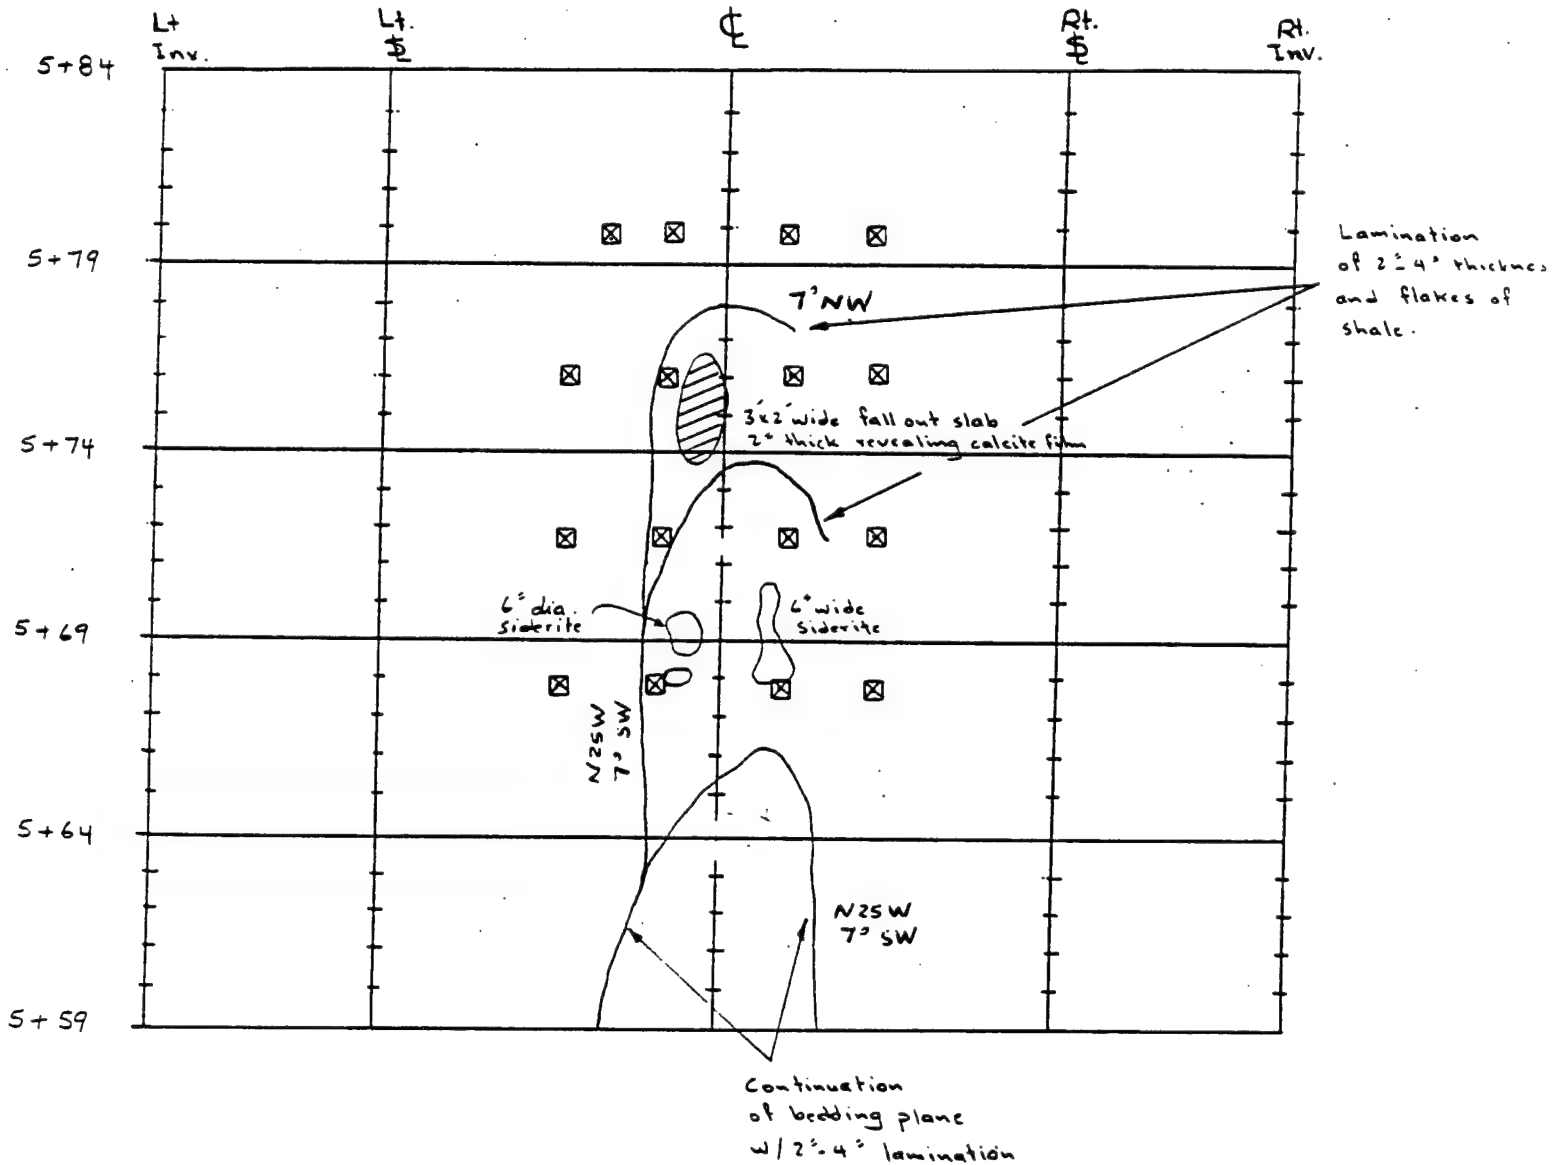 Lt
Inv.
Lt.
℄
Rt.
Rt.
Inv.
5+84
5+79
5+74
5+69
5+64
5+59
7°NW
Lamination
of 2"-4" thicknes
and flakes of
shale.
3'x2' wide fall out slab
2" thick revealing calcite film
6" dia.
siderite
6" wide
siderite
N25W
7° SW
N25W
7° SW
Continuation
of bedding plane
w/ 2"-4" lamination